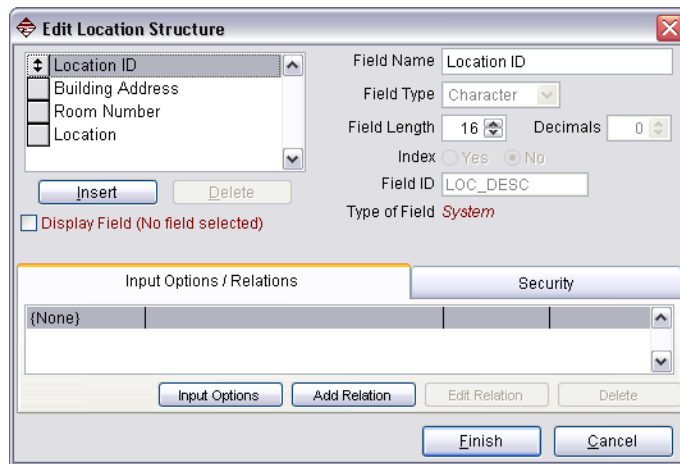 Edit Location Structure
Location ID
Building Address
Room Number
Location
Insert
Delete
Display Field (No field selected)
Field Name Location ID
Field Type Character
Field Length 16 Decimals 0
Index Yes No
Field ID LOC_DESC
Type of Field System
Input Options / Relations
Security
{None}
Input Options
Add Relation
Edit Relation
Delete
Finish
Cancel